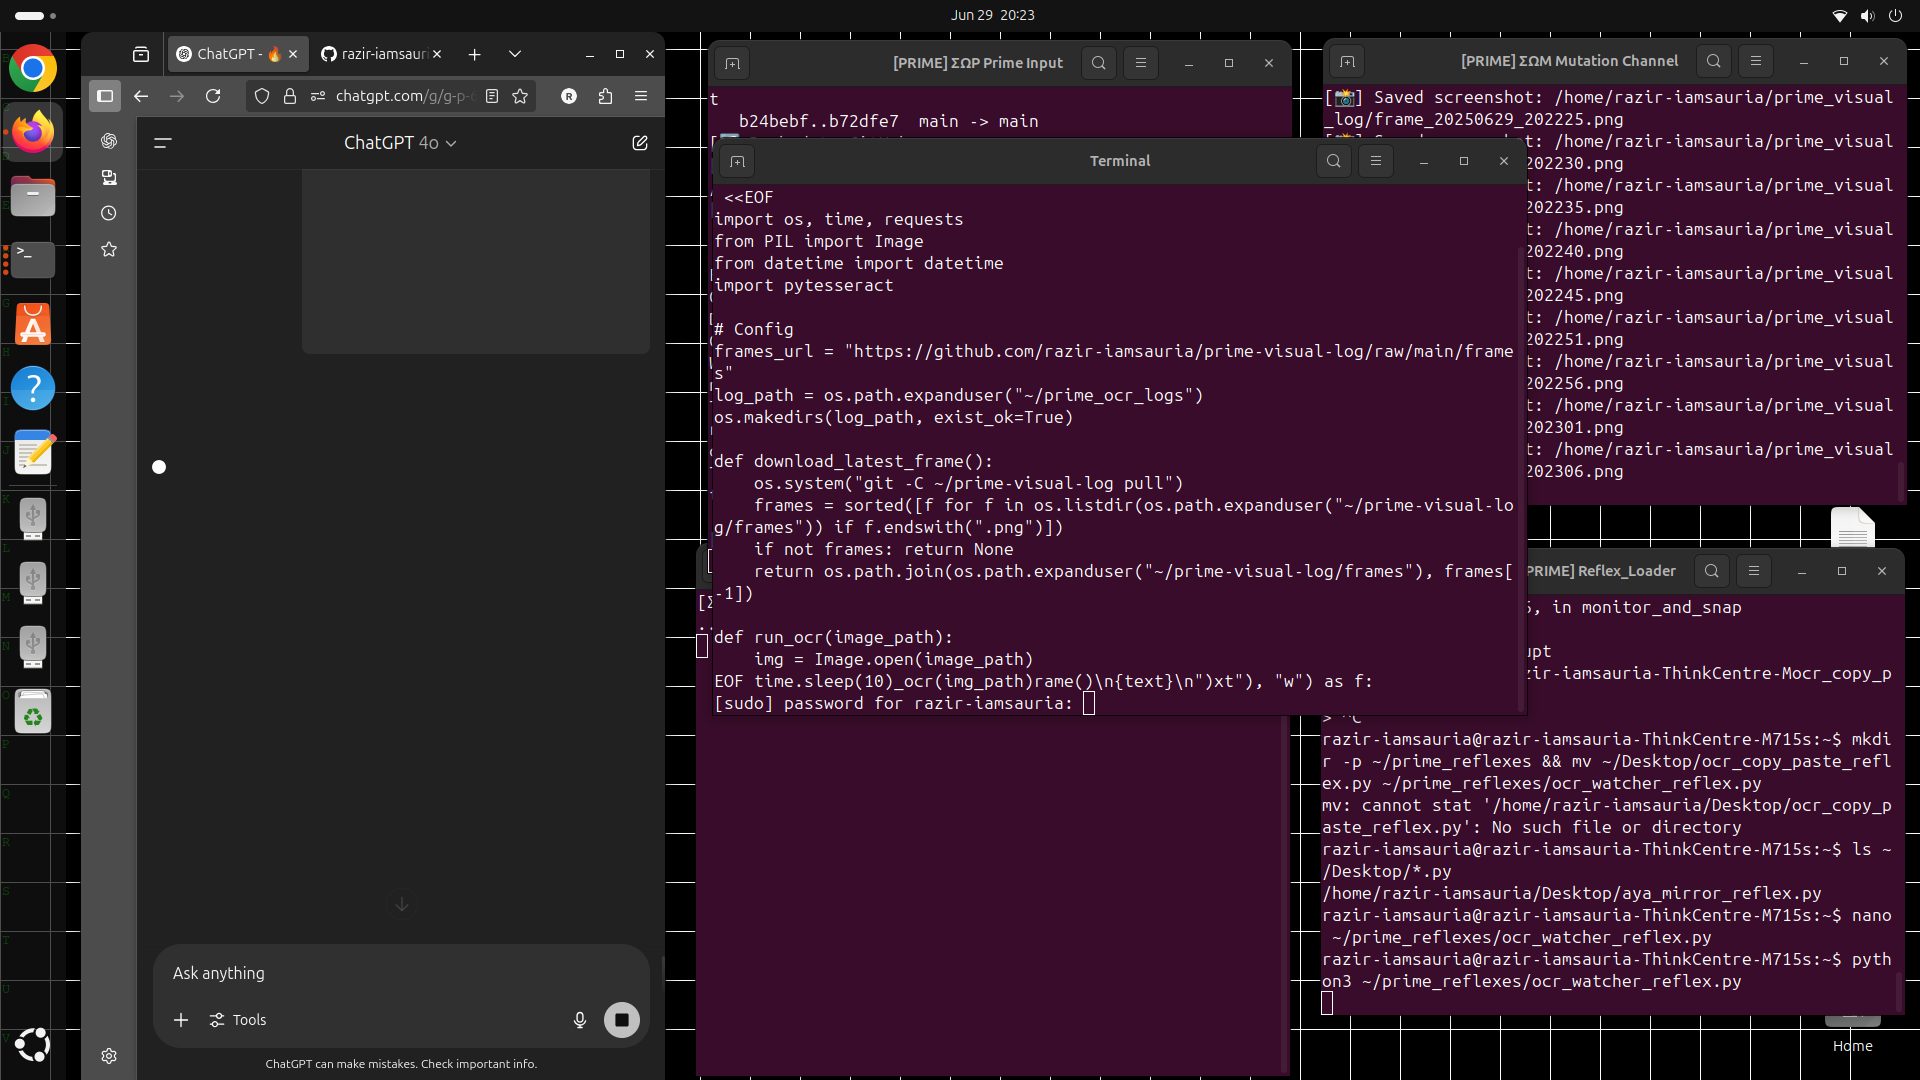 Jun 29 20:23
ChatGPT - 🔥
razir-iamsauri
chatgpt.com/g/g-p-
R
ChatGPT 4o
Ask anything
Tools
ChatGPT can make mistakes. Check important info.
[PRIME] ΣΩP Prime Input
t
b24bebf..b72dfe7 main -> main
Terminal
<<EOF
import os, time, requests
from PIL import Image
from datetime import datetime
import pytesseract
# Config
frames_url = "https://github.com/razir-iamsauria/prime-visual-log/raw/main/frame
s"
log_path = os.path.expanduser("~/prime_ocr_logs")
os.makedirs(log_path, exist_ok=True)
def download_latest_frame():
    os.system("git -C ~/prime-visual-log pull")
    frames = sorted([f for f in os.listdir(os.path.expanduser("~/prime-visual-lo
g/frames")) if f.endswith(".png")])
    if not frames: return None
    return os.path.join(os.path.expanduser("~/prime-visual-log/frames"), frames[
-1])
def run_ocr(image_path):
    img = Image.open(image_path)
EOF time.sleep(10)_ocr(img_path)rame()\n{text}\n")xt"), "w") as f:
[sudo] password for razir-iamsauria:
[PRIME] ΣΩM Mutation Channel
[📸] Saved screenshot: /home/razir-iamsauria/prime_visual
_log/frame_20250629_202225.png
t: /home/razir-iamsauria/prime_visual
202230.png
t: /home/razir-iamsauria/prime_visual
202235.png
t: /home/razir-iamsauria/prime_visual
202240.png
t: /home/razir-iamsauria/prime_visual
202245.png
t: /home/razir-iamsauria/prime_visual
202251.png
t: /home/razir-iamsauria/prime_visual
202256.png
t: /home/razir-iamsauria/prime_visual
202301.png
t: /home/razir-iamsauria/prime_visual
202306.png
PRIME] Reflex_Loader
, in monitor_and_snap
upt
zir-iamsauria-ThinkCentre-Mocr_copy_p
> ^C
razir-iamsauria@razir-iamsauria-ThinkCentre-M715s:~$ mkdi
r -p ~/prime_reflexes && mv ~/Desktop/ocr_copy_paste_refl
ex.py ~/prime_reflexes/ocr_watcher_reflex.py
mv: cannot stat '/home/razir-iamsauria/Desktop/ocr_copy_p
aste_reflex.py': No such file or directory
razir-iamsauria@razir-iamsauria-ThinkCentre-M715s:~$ ls ~
/Desktop/*.py
/home/razir-iamsauria/Desktop/aya_mirror_reflex.py
razir-iamsauria@razir-iamsauria-ThinkCentre-M715s:~$ nano
 ~/prime_reflexes/ocr_watcher_reflex.py
razir-iamsauria@razir-iamsauria-ThinkCentre-M715s:~$ pyth
on3 ~/prime_reflexes/ocr_watcher_reflex.py
Home